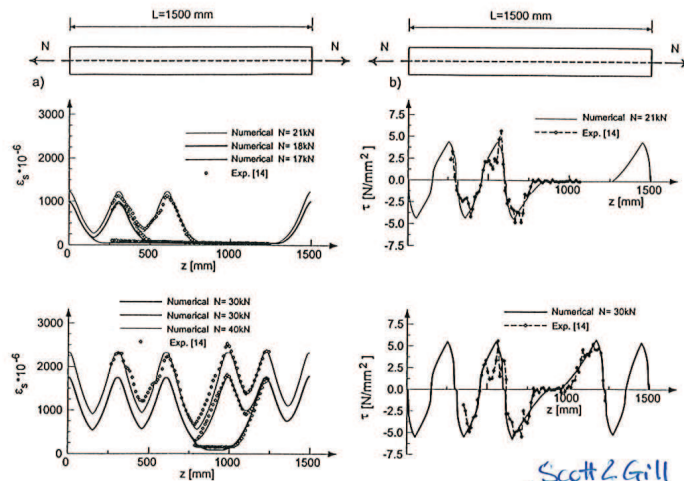 L=1500 mm
L=1500 mm
N
N
N
N
a)
b)
3000
2000
1000
0
εs*10-6
Numerical N= 21kN
Numerical N= 18kN
Numerical N= 17kN
Exp. [14]
0
500
1000
1500
z [mm]
7.5
5.0
2.5
0
-2.5
-5.0
-7.5
τ [N/mm2]
Numerical N= 21kN
Exp. [14]
500
1000
1500
z [mm]
Numerical N= 30kN
Numerical N= 30kN
Numerical N= 40kN
Exp. [14]
3000
2000
1000
0
εs*10-6
0
500
1000
1500
z [mm]
7.5
5.0
2.5
0
-2.5
-5.0
-7.5
τ [N/mm2]
Numerical N= 30kN
Exp. [14]
500
1000
1500
z [mm]
Scott & Gill